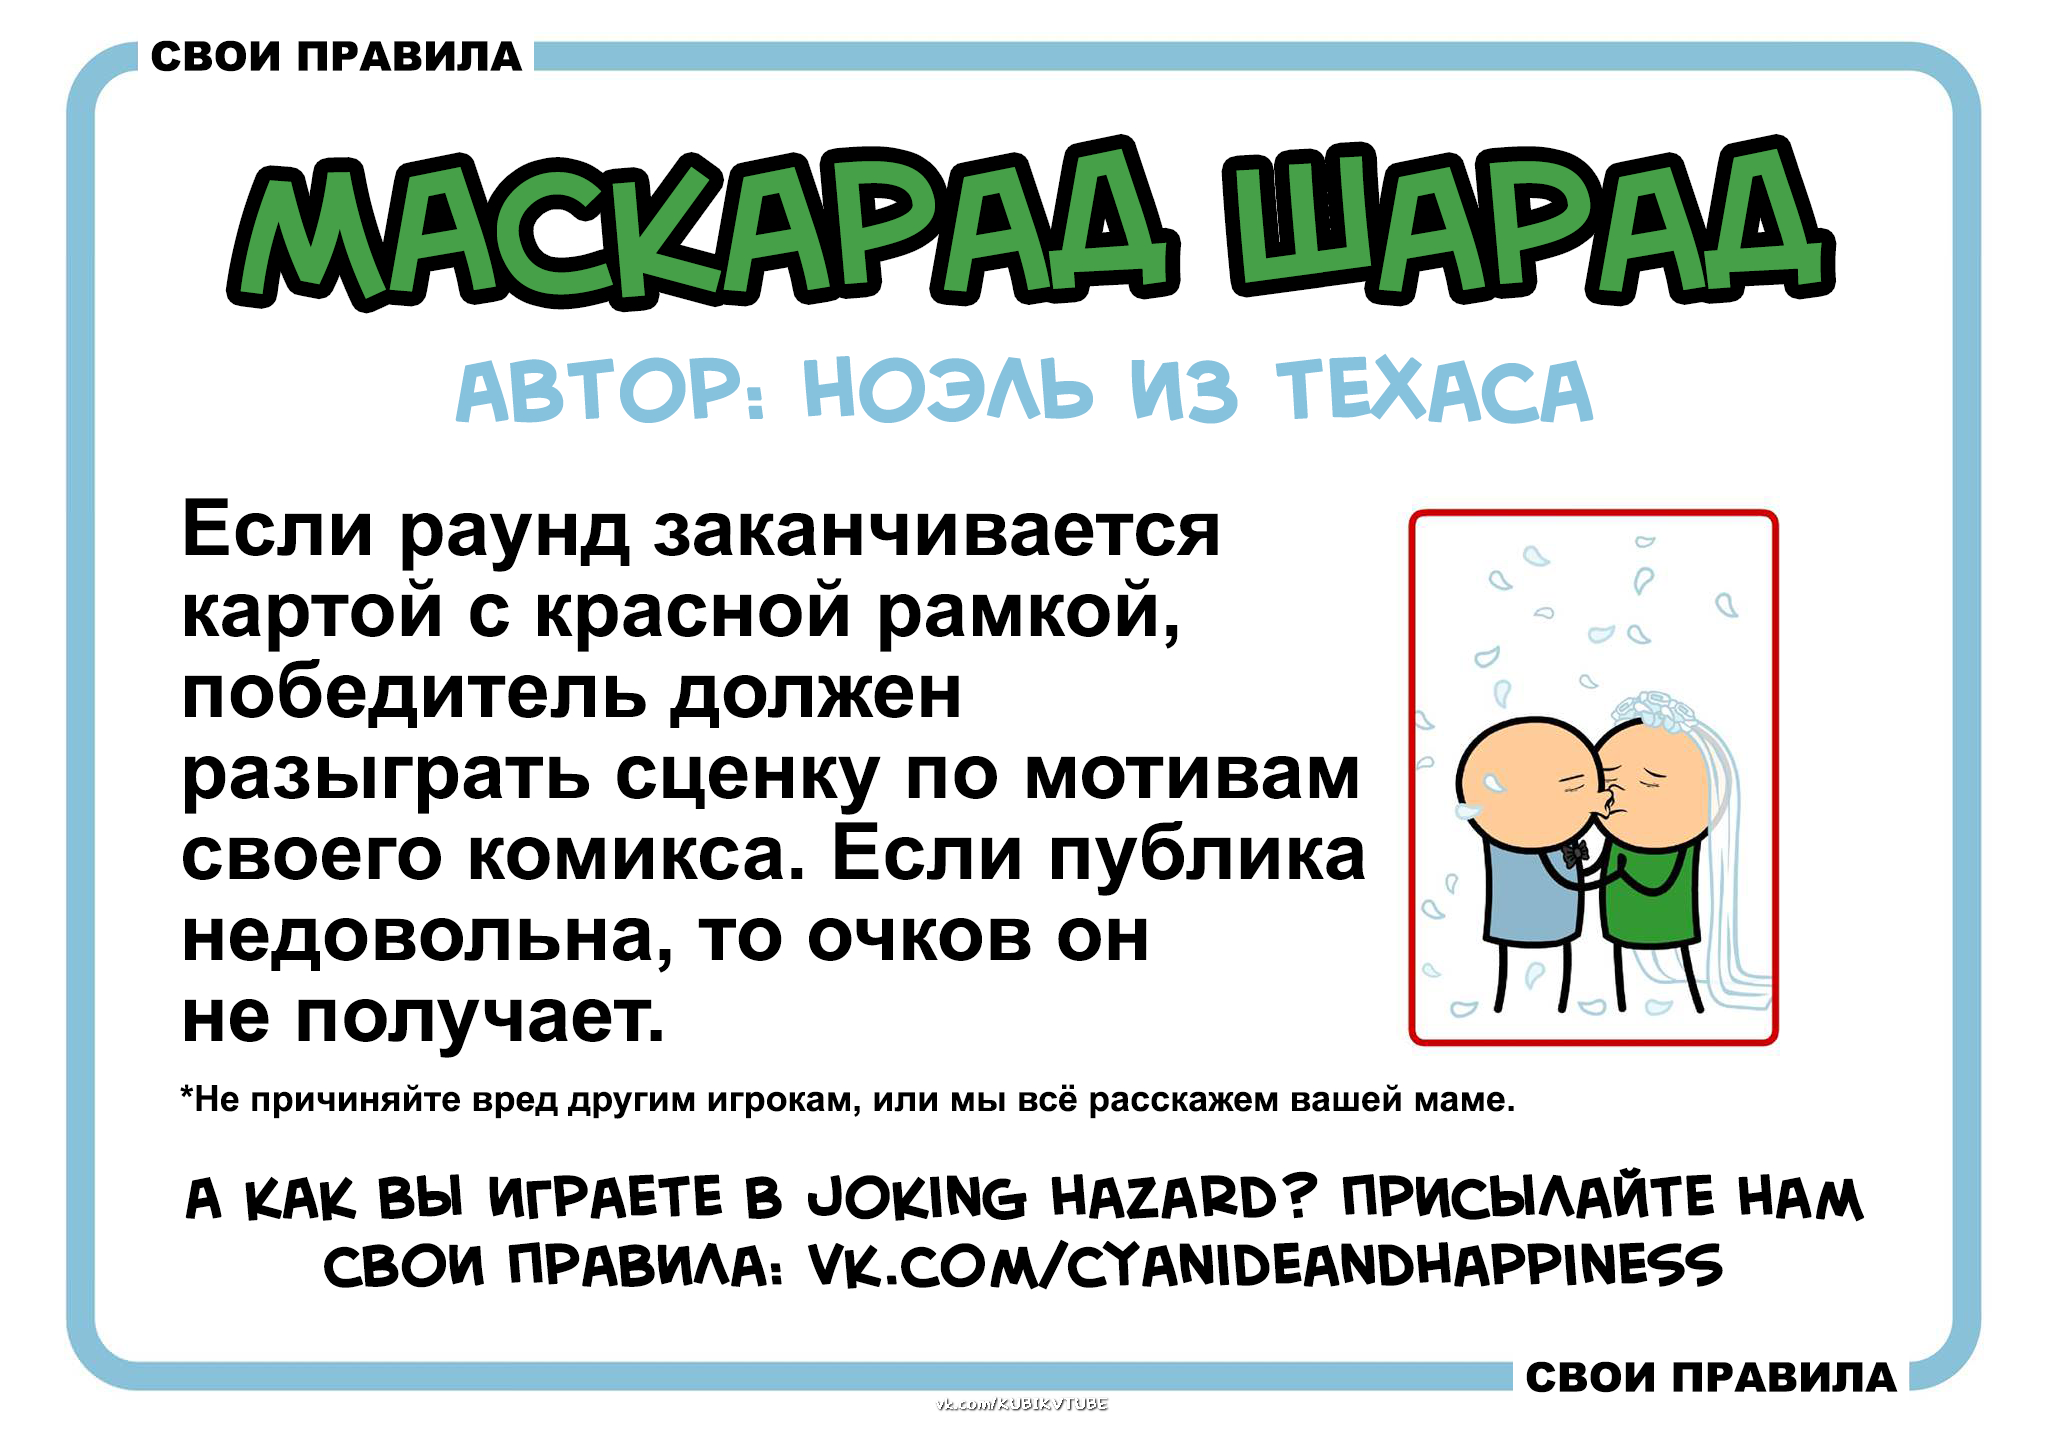 СВОИ ПРАВИЛА
МАСКАРАД ШАРАД
АВТОР: НОЭЛЬ ИЗ ТЕХАСА
Если раунд заканчивается
картой с красной рамкой,
победитель должен
разыграть сценку по мотивам
своего комикса. Если публика
недовольна, то очков он
не получает.
*Не причиняйте вред другим игрокам, или мы всё расскажем вашей маме.
А КАК ВЫ ИГРАЕТЕ В JOKING HAZARD? ПРИСЫЛАЙТЕ НАМ
СВОИ ПРАВИЛА: VK.COM/CYANIDEANDHAPPINESS
СВОИ ПРАВИЛА
vk.com/KUBIKVTUBE